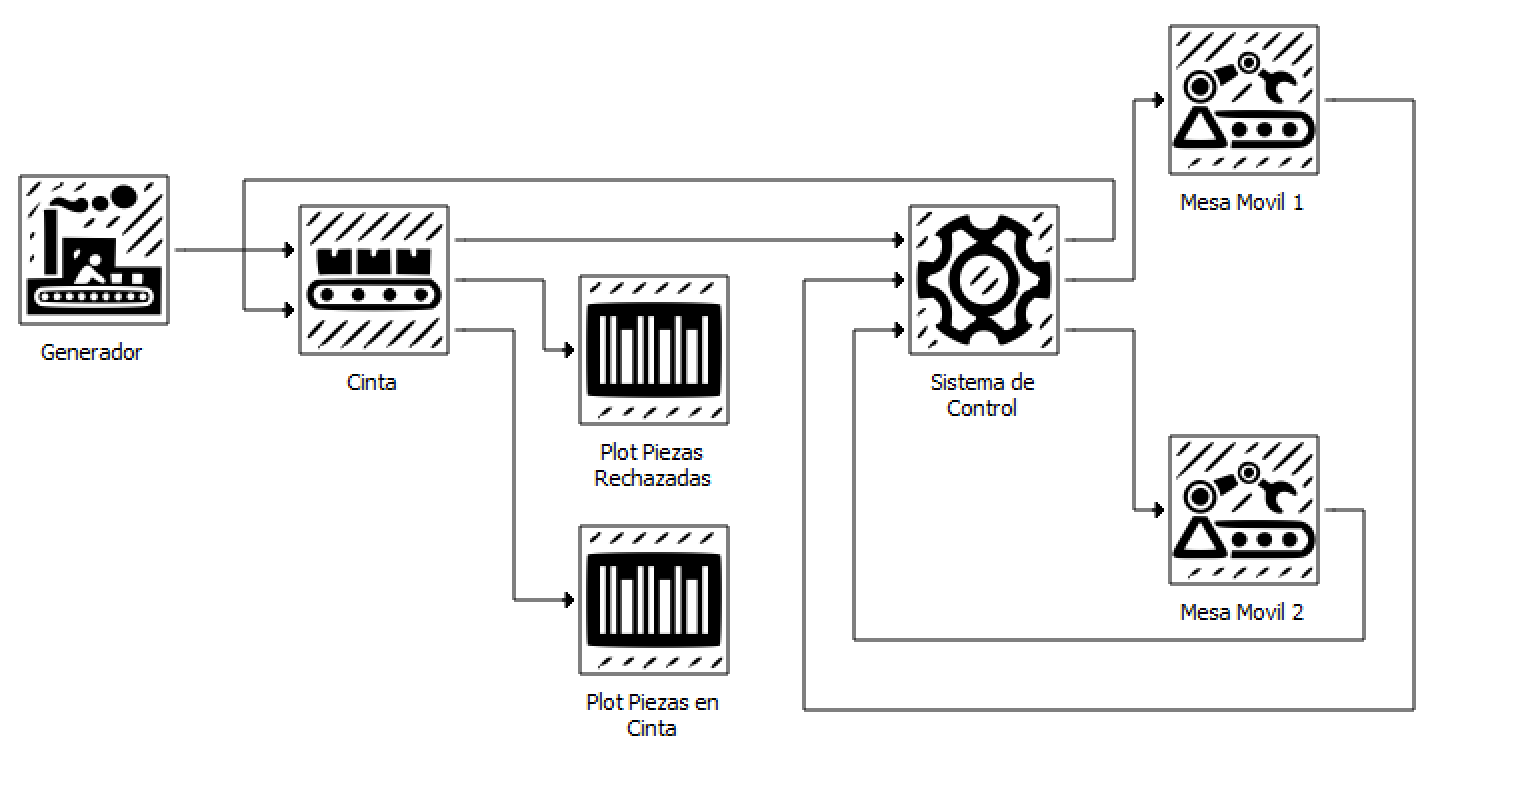 Mesa Movil 1
Generador
Cinta
Sistema de
Control
Plot Piezas
Rechazadas
Mesa Movil 2
Plot Piezas en
Cinta